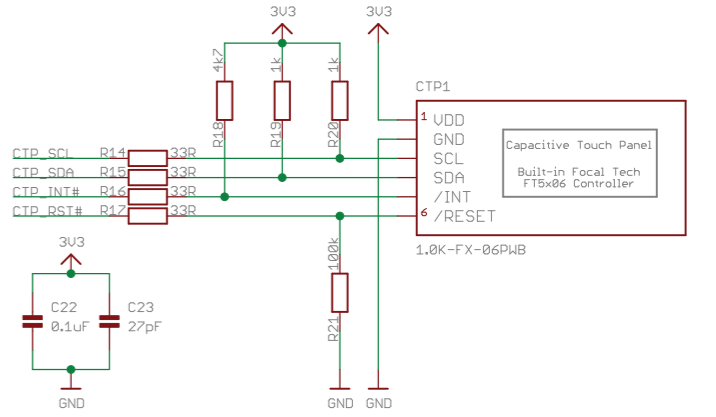 3V3
3V3
4k7
1k
1k
CTP1
R18
R19
R20
1
VDD
GND
SCL
SDA
/INT
6
/RESET
Capacitive Touch Panel
Built-in Focal Tech
FT5x06 Controller
CTP_SCL R14 33R
CTP_SDA R15 33R
CTP_INT# R16 33R
CTP_RST# R17 33R
1.0K-FX-06PWB
3V3
100k
R21
C22
0.1uF
C23
27pF
GND
GND
GND